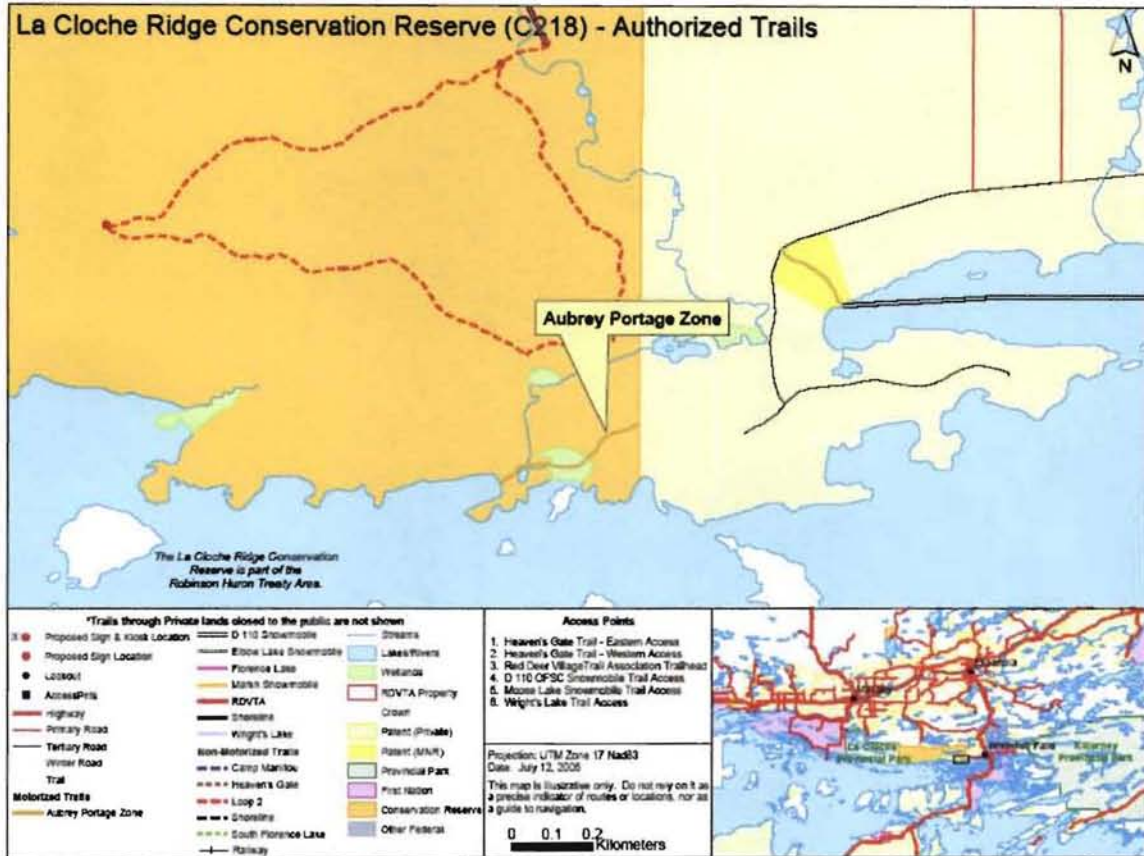 La Cloche Ridge Conservation Reserve (C218) - Authorized Trails
N
Aubrey Portage Zone
The La Cloche Ridge Conservation
Reserve is part of the
Robinson Huron Treaty Area.
*Trails through Private lands closed to the public are not shown
Proposed Sign & Kiosk Location
Proposed Sign Location
Lookout
AccessPnts
Highway
Primary Road
Tertiary Road
Winter Road
Trail
Motorized Trails
Aubrey Portage Zone
D 110 Snowmobile
Elbow Lake Snowmobile
Florence Lake
Marsh Snowmobile
RDVTA
Shoreline
Wright's Lake
Non-Motorized Trails
Camp Manitou
Heaven's Gate
Loop 2
Shoreline
South Florence Lake
Railway
Streams
Lakes/Rivers
Wetlands
RDVTA Property
Crown
Patent (Private)
Patent (MNR)
Provincial Park
First Nation
Conservation Reserve
Other Federal
Access Points
1. Heaven's Gate Trail - Eastern Access
2. Heaven's Gate Trail - Western Access
3. Red Deer VillageTrail Association Trailhead
4. D 110 OFSC Snowmobile Trail Access
5. Moose Lake Snowmobile Trail Access
6. Wright's Lake Trail Access
Projection: UTM Zone 17 Nad83
Date: July 12, 2005
This map is illustrative only. Do not rely on it as
a precise indicator of routes or locations, nor as
a guide to navigation.
0 0.1 0.2
Kilometers
La Cloche
Provincial Park
Killarney
Provincial Park